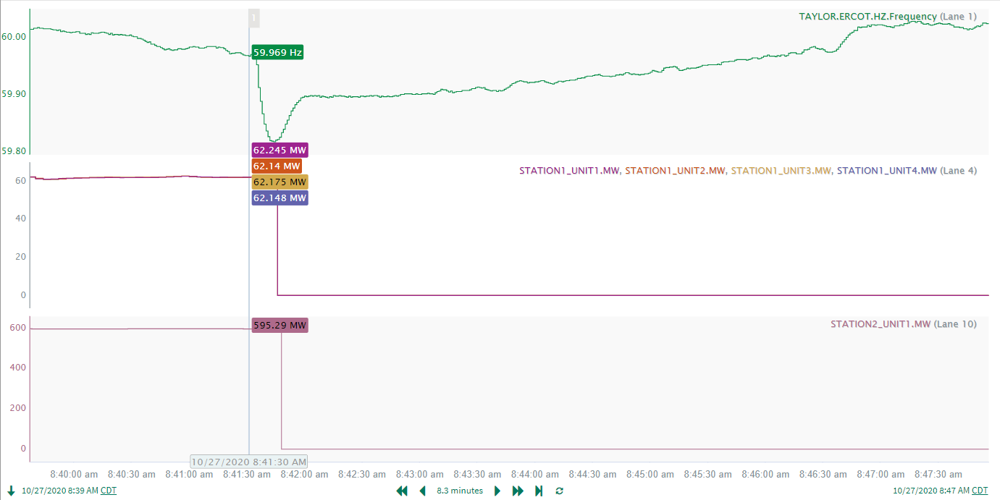 1
TAYLOR.ERCOT.HZ.Frequency (Lane 1)
60.00
59.969 Hz
59.90
59.80
62.245 MW
62.14 MW
STATION1_UNIT1.MW, STATION1_UNIT2.MW, STATION1_UNIT3.MW, STATION1_UNIT4.MW (Lane 4)
60
62.175 MW
62.148 MW
40
20
0
STATION2_UNIT1.MW (Lane 10)
600
595.29 MW
400
200
0
10/27/2020 8:41:30 AM
8:40:00 am 8:40:30 am 8:41:00 am 8:41:30 am 8:42:00 am 8:42:30 am 8:43:00 am 8:43:30 am 8:44:00 am 8:44:30 am 8:45:00 am 8:45:30 am 8:46:00 am 8:46:30 am 8:47:00 am 8:47:30 am
10/27/2020 8:39 AM CDT 8.3 minutes 10/27/2020 8:47 AM CDT